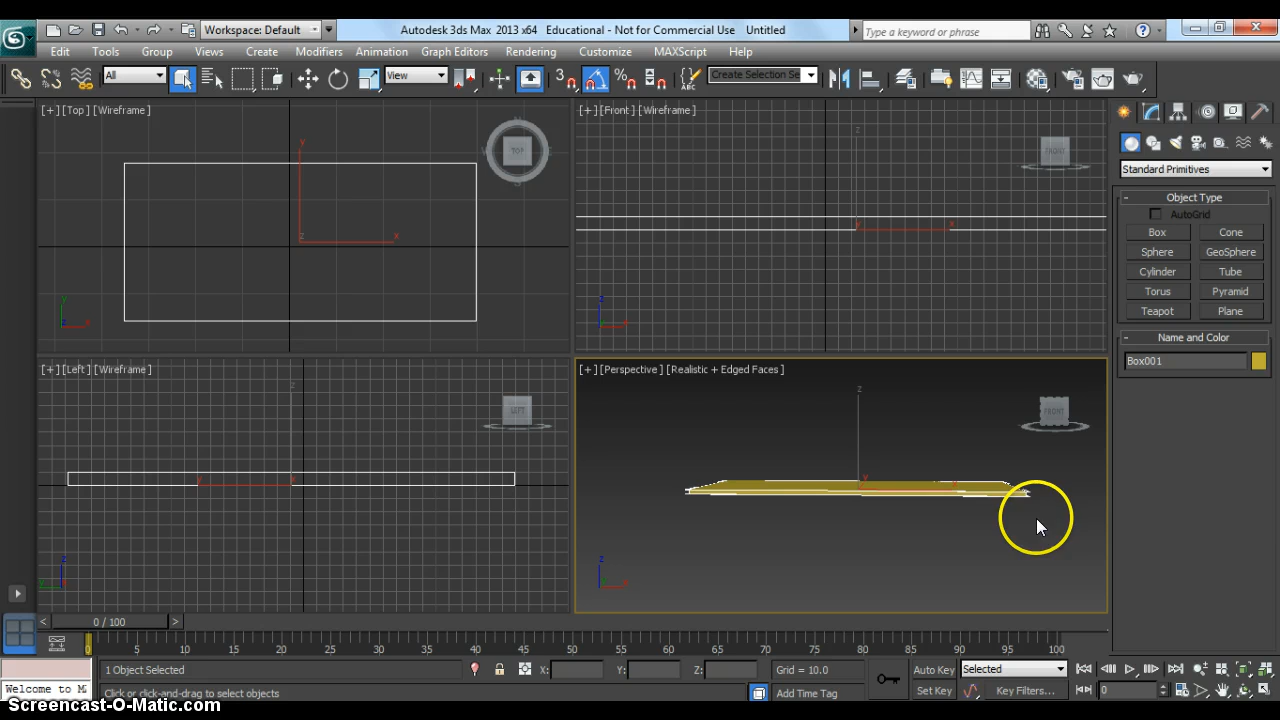 Workspace: Default
Autodesk 3ds Max 2013 x64 Educational - Not for Commercial Use Untitled
Type a keyword or phrase
Edit Tools Group Views Create Modifiers Animation Graph Editors Rendering Customize MAXScript Help
All
View
3
Create Selection Se
ABC
[+] [Top] [Wireframe]
TOP
y
z x
y
x
[+] [Front] [Wireframe]
FRONT
z
x
z
x
Standard Primitives
Object Type
AutoGrid
Box Cone
Sphere GeoSphere
Cylinder Tube
Torus Pyramid
Teapot Plane
Name and Color
Box001
[+] [Left] [Wireframe]
LEFT
z
y
z
[+] [Perspective] [Realistic + Edged Faces]
FRONT
z
y
x
z
x
0 / 100
0 5 10 15 20 25 30 35 40 45 50 55 60 65 70 75 80 85 90 95 100
1 Object Selected
X: Y: Z:
Grid = 10.0
Auto Key
Selected
Welcome to M
Click or click-and-drag to select objects
Add Time Tag
Set Key
Key Filters...
0
Screencast-O-Matic.com